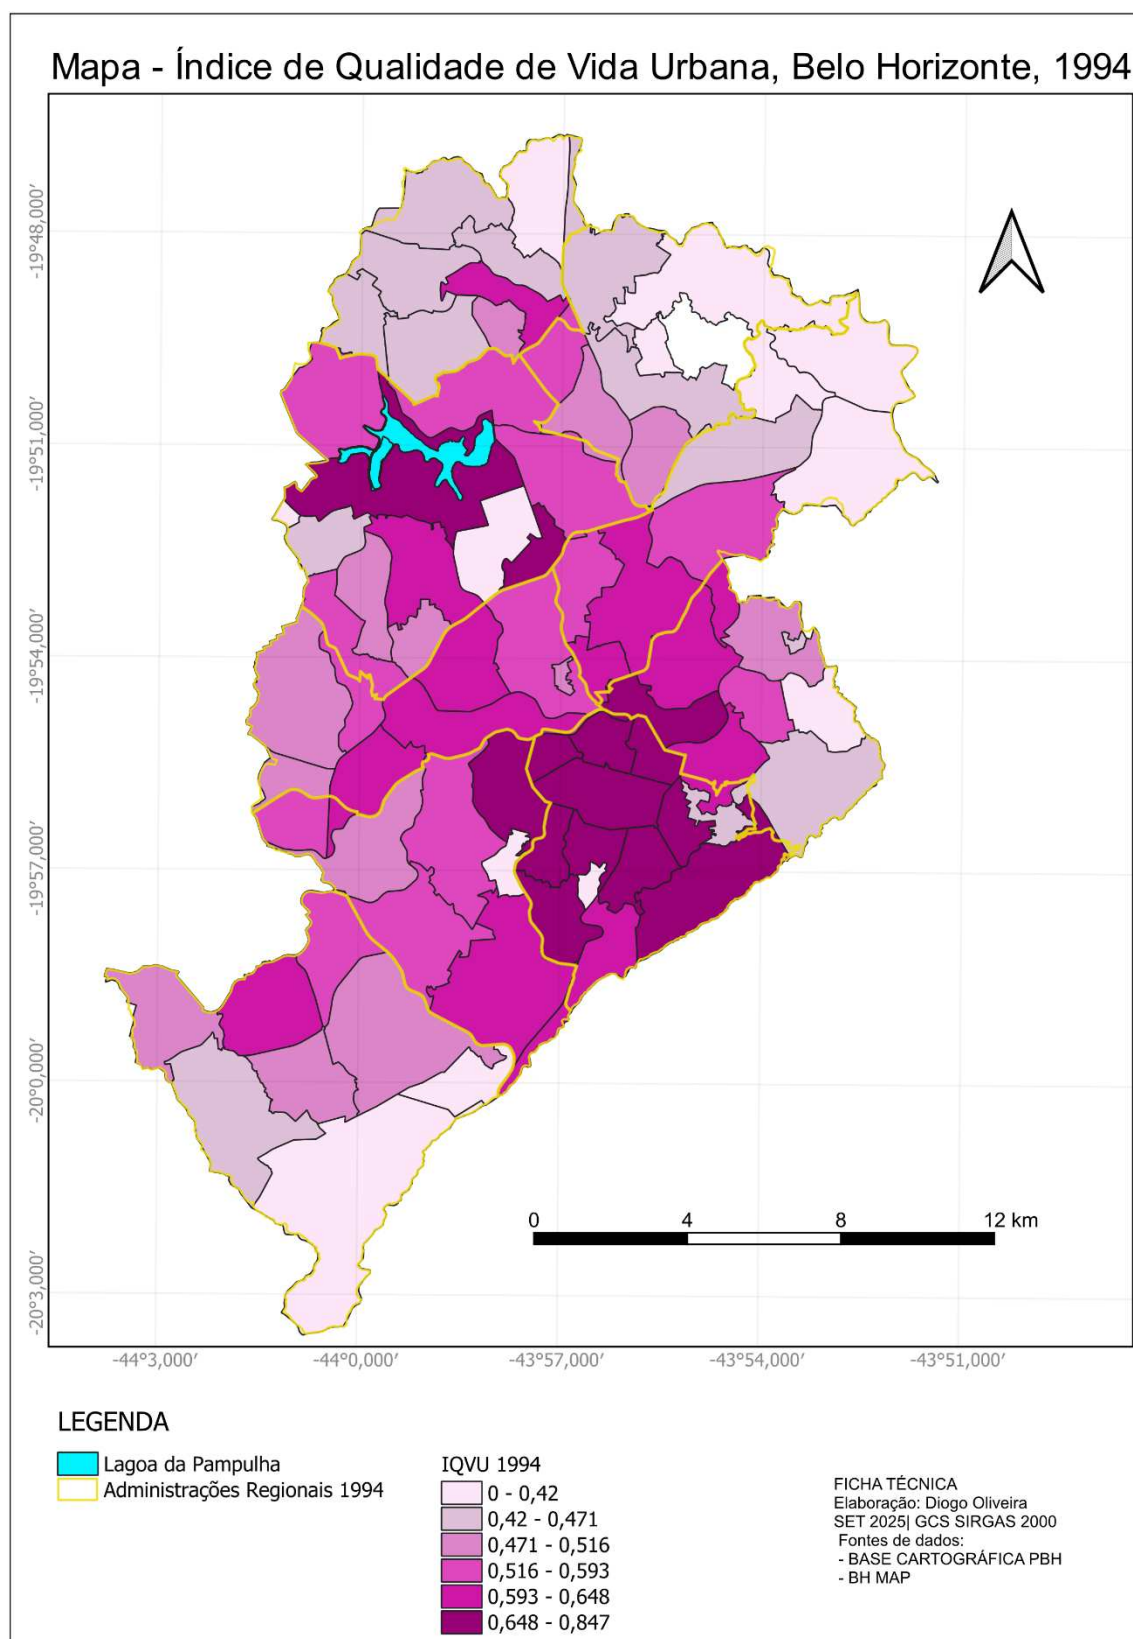 Mapa - Índice de Qualidade de Vida Urbana, Belo Horizonte, 1994
-19°48,000′
-19°51,000′
-19°54,000′
-19°57,000′
-20°0,000′
-20°3,000′
0 4 8 12 km
-44°3,000′ -44°0,000′ -43°57,000′ -43°54,000′ -43°51,000′
LEGENDA
Lagoa da Pampulha
Administrações Regionais 1994
IQVU 1994
0 - 0,42
0,42 - 0,471
0,471 - 0,516
0,516 - 0,593
0,593 - 0,648
0,648 - 0,847
FICHA TÉCNICA
Elaboração: Diogo Oliveira
SET 2025| GCS SIRGAS 2000
Fontes de dados:
- BASE CARTOGRÁFICA PBH
- BH MAP